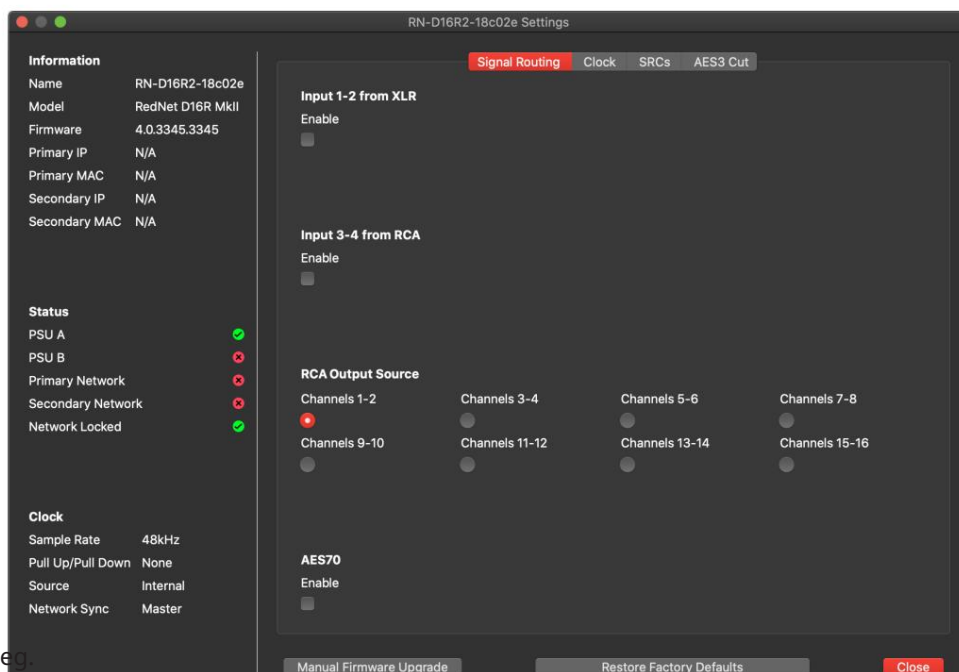 RN-D16R2-18c02e Settings
Information
Name RN-D16R2-18c02e
Model RedNet D16R MkII
Firmware 4.0.3345.3345
Primary IP N/A
Primary MAC N/A
Secondary IP N/A
Secondary MAC N/A
Status
PSU A
PSU B
Primary Network
Secondary Network
Network Locked
Clock
Sample Rate 48kHz
Pull Up/Pull Down None
Source Internal
Network Sync Master
Signal Routing Clock SRCs AES3 Cut
Input 1-2 from XLR
Enable
Input 3-4 from RCA
Enable
RCA Output Source
Channels 1-2 Channels 3-4 Channels 5-6 Channels 7-8
Channels 9-10 Channels 11-12 Channels 13-14 Channels 15-16
AES70
Enable
eg.
Manual Firmware Upgrade Restore Factory Defaults Close